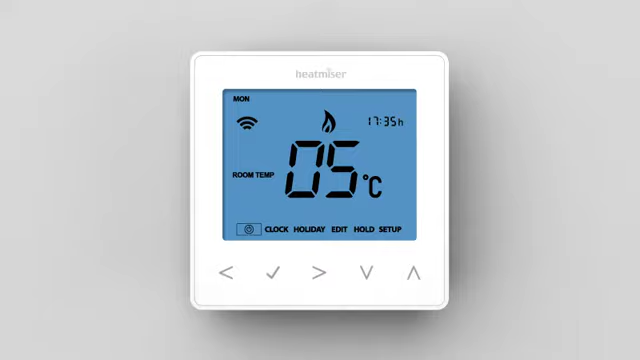 heatmiser
MON
17:35h
ROOM TEMP 05°C
CLOCK HOLIDAY EDIT HOLD SETUP